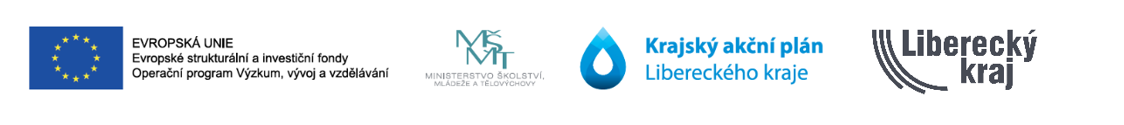 EVROPSKÁ UNIE
Evropské strukturální a investiční fondy
Operační program Výzkum, vývoj a vzdělávání
MŠMT
MINISTERSTVO ŠKOLSTVÍ,
MLÁDEŽE A TĚLOVÝCHOVY
Krajský akční plán
Libereckého kraje
Liberecký
kraj